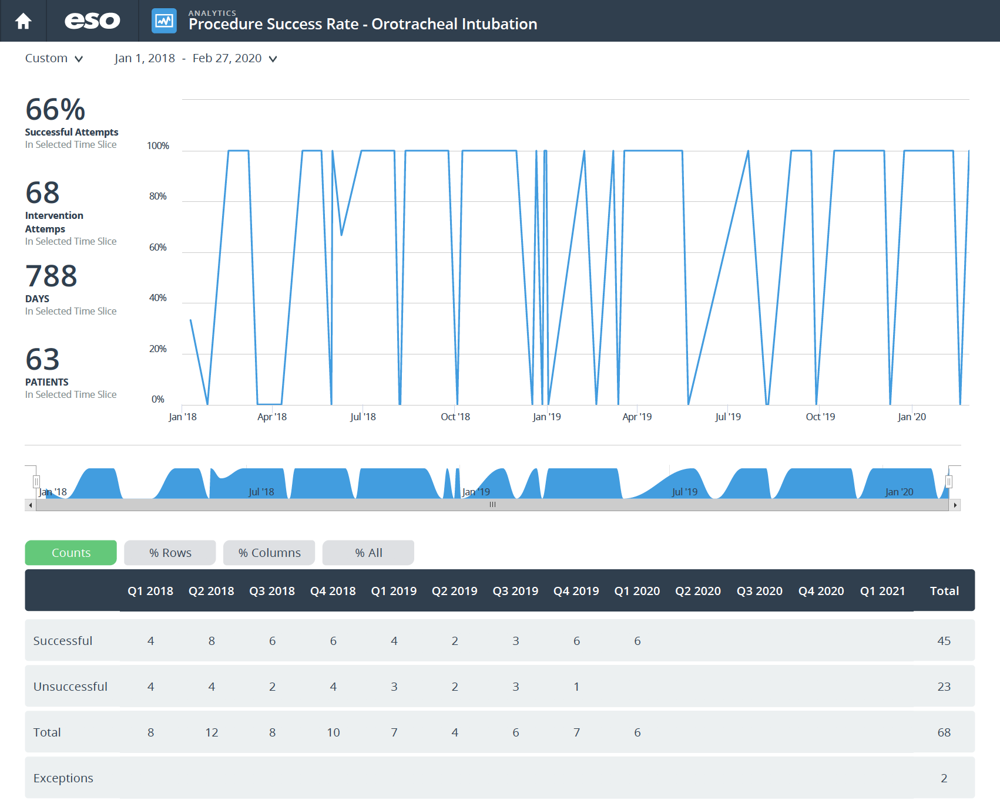 eso
ANALYTICS
Procedure Success Rate - Orotracheal Intubation
Custom Jan 1, 2018 - Feb 27, 2020
66%
Successful Attempts
In Selected Time Slice
68
Intervention
Attemps
In Selected Time Slice
788
DAYS
In Selected Time Slice
63
PATIENTS
In Selected Time Slice
100%
80%
60%
40%
20%
0%
Jan '18 Apr '18 Jul '18 Oct '18 Jan '19 Apr '19 Jul '19 Oct '19 Jan '20
Jan '18 Jul '18 Jan '19 Jul '19 Jan '20
Counts % Rows % Columns % All
Q1 2018 Q2 2018 Q3 2018 Q4 2018 Q1 2019 Q2 2019 Q3 2019 Q4 2019 Q1 2020 Q2 2020 Q3 2020 Q4 2020 Q1 2021 Total
Successful 4 8 6 6 4 2 3 6 6 45
Unsuccessful 4 4 2 4 3 2 3 1 23
Total 8 12 8 10 7 4 6 7 6 68
Exceptions 2